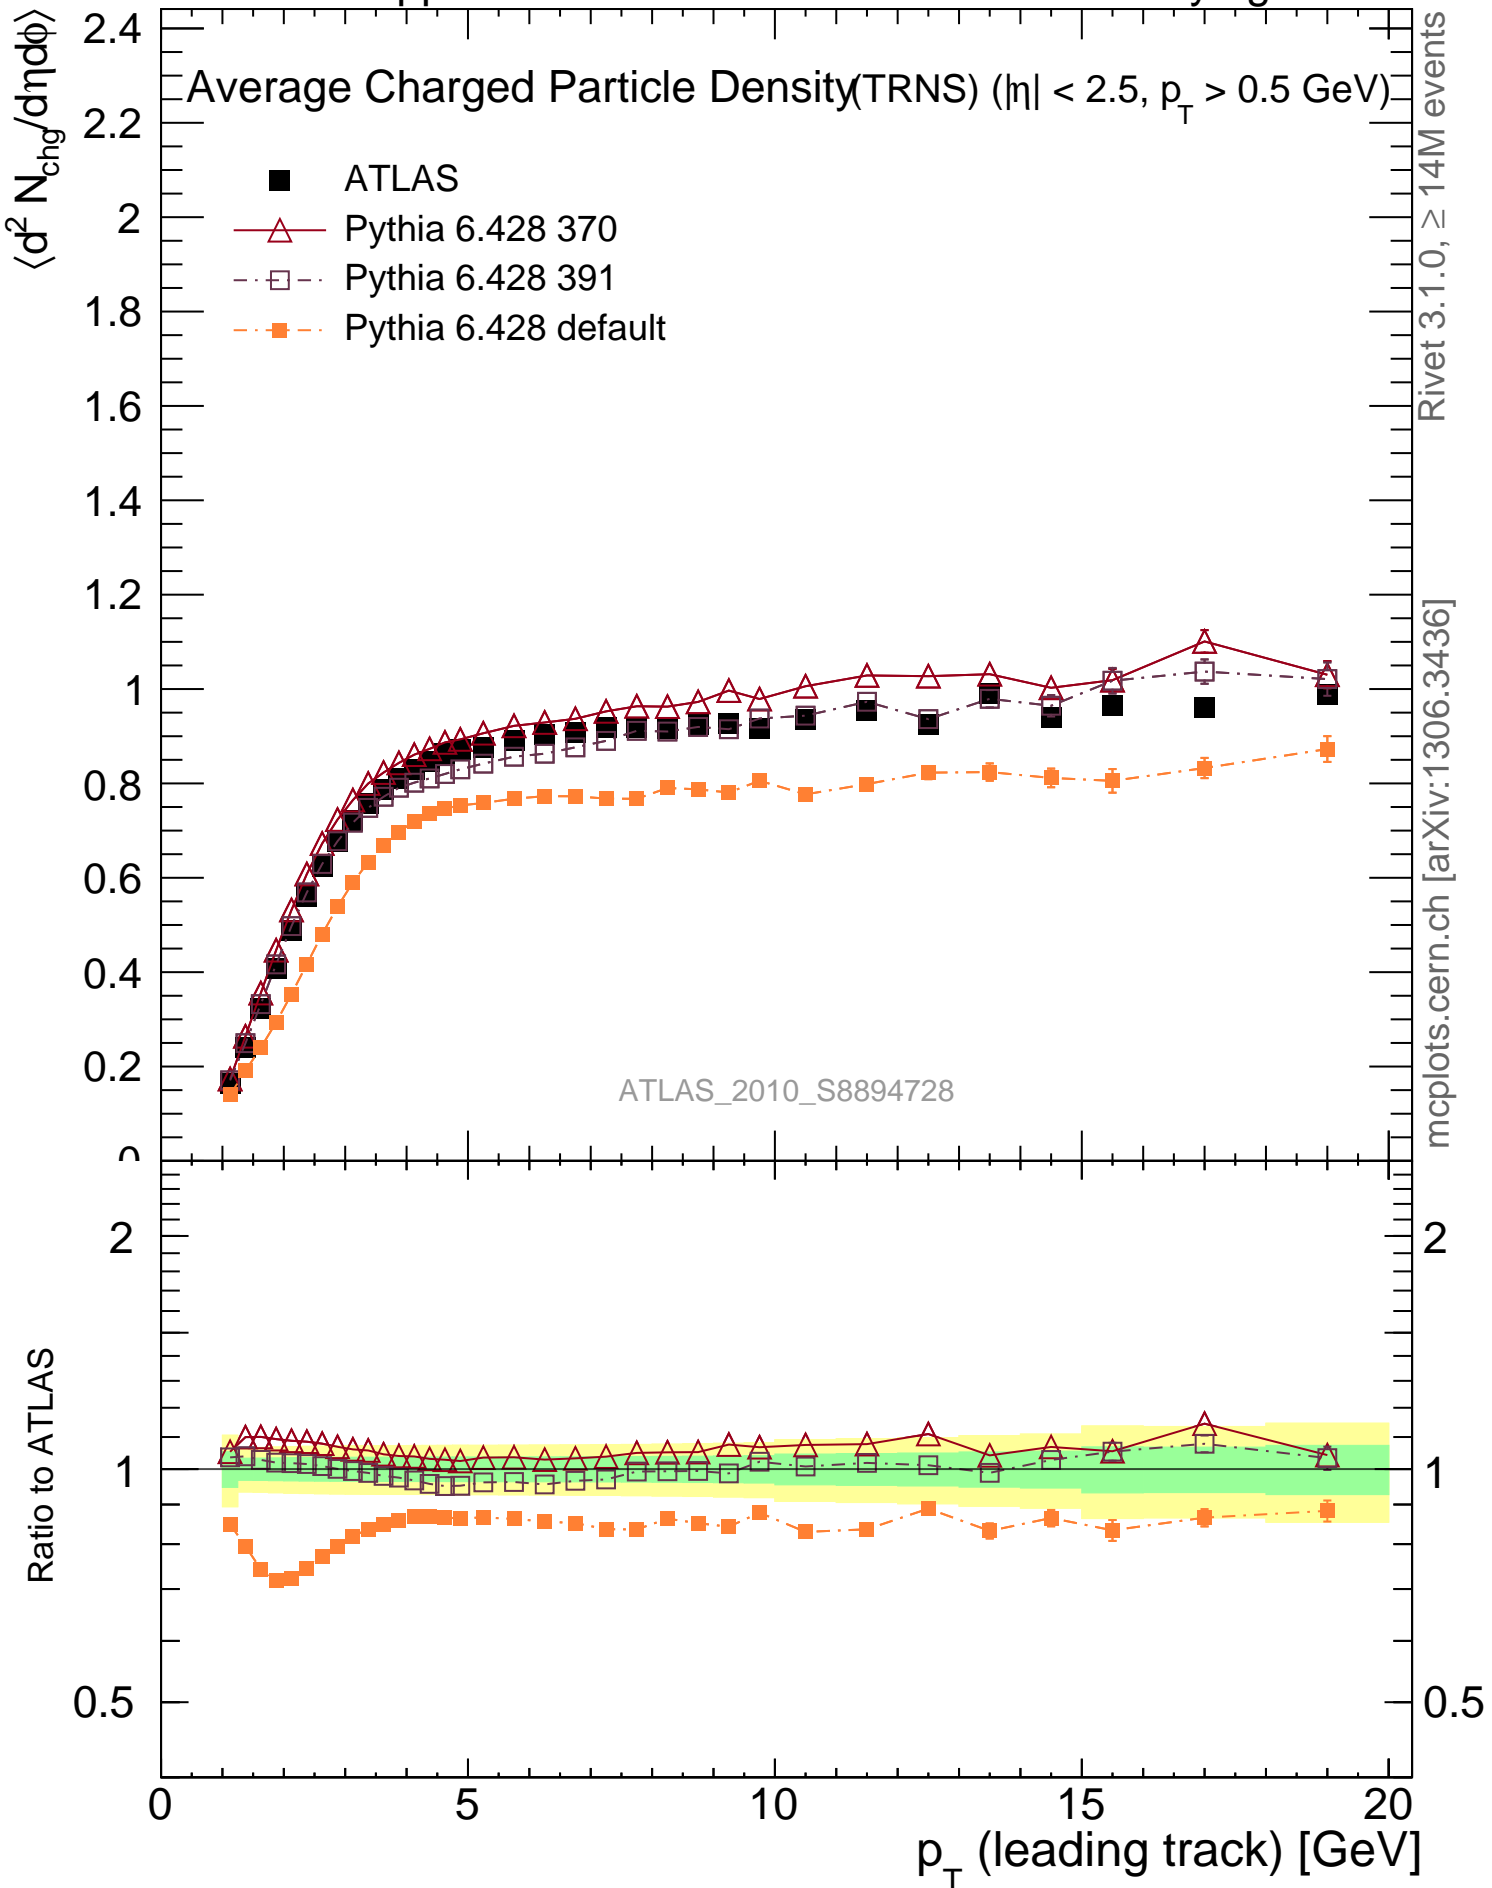 ⟨d² N_chg/dηdϕ⟩
Average Charged Particle Density(TRNS) (|η| < 2.5, p_T > 0.5 GeV)
ATLAS
Pythia 6.428 370
Pythia 6.428 391
Pythia 6.428 default
2.4
2.2
2
1.8
1.6
1.4
1.2
1
0.8
0.6
0.4
0.2
0
ATLAS_2010_S8894728
Rivet 3.1.0, ≥ 14M events
mcplots.cern.ch [arXiv:1306.3436]
Ratio to ATLAS
2
1
0.5
2
1
0.5
0 5 10 15 20
p_T (leading track) [GeV]